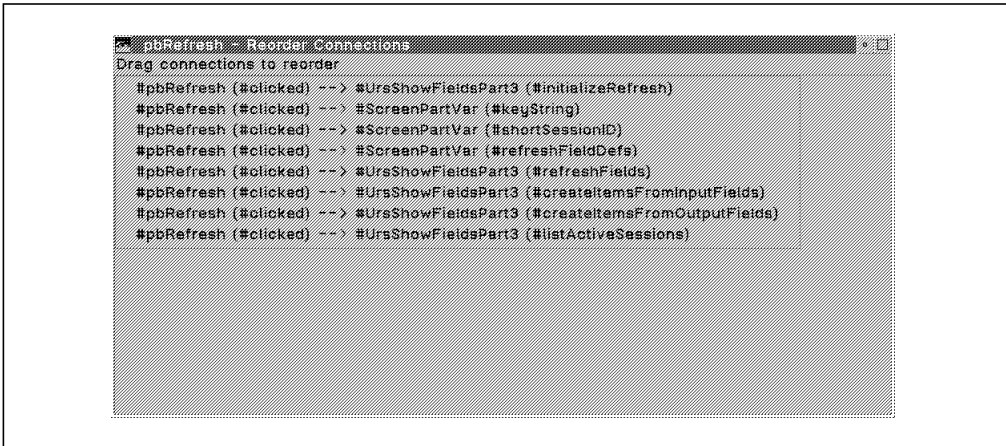 pbRefresh - Reorder Connections
Drag connections to reorder
#pbRefresh (#clicked) --> #UrsShowFieldsPart3 (#initializeRefresh)
#pbRefresh (#clicked) --> #ScreenPartVar (#keyString)
#pbRefresh (#clicked) --> #ScreenPartVar (#shortSessionID)
#pbRefresh (#clicked) --> #ScreenPartVar (#refreshFieldDefs)
#pbRefresh (#clicked) --> #UrsShowFieldsPart3 (#refreshFields)
#pbRefresh (#clicked) --> #UrsShowFieldsPart3 (#createItemsFromInputFields)
#pbRefresh (#clicked) --> #UrsShowFieldsPart3 (#createItemsFromOutputFields)
#pbRefresh (#clicked) --> #UrsShowFieldsPart3 (#listActiveSessions)